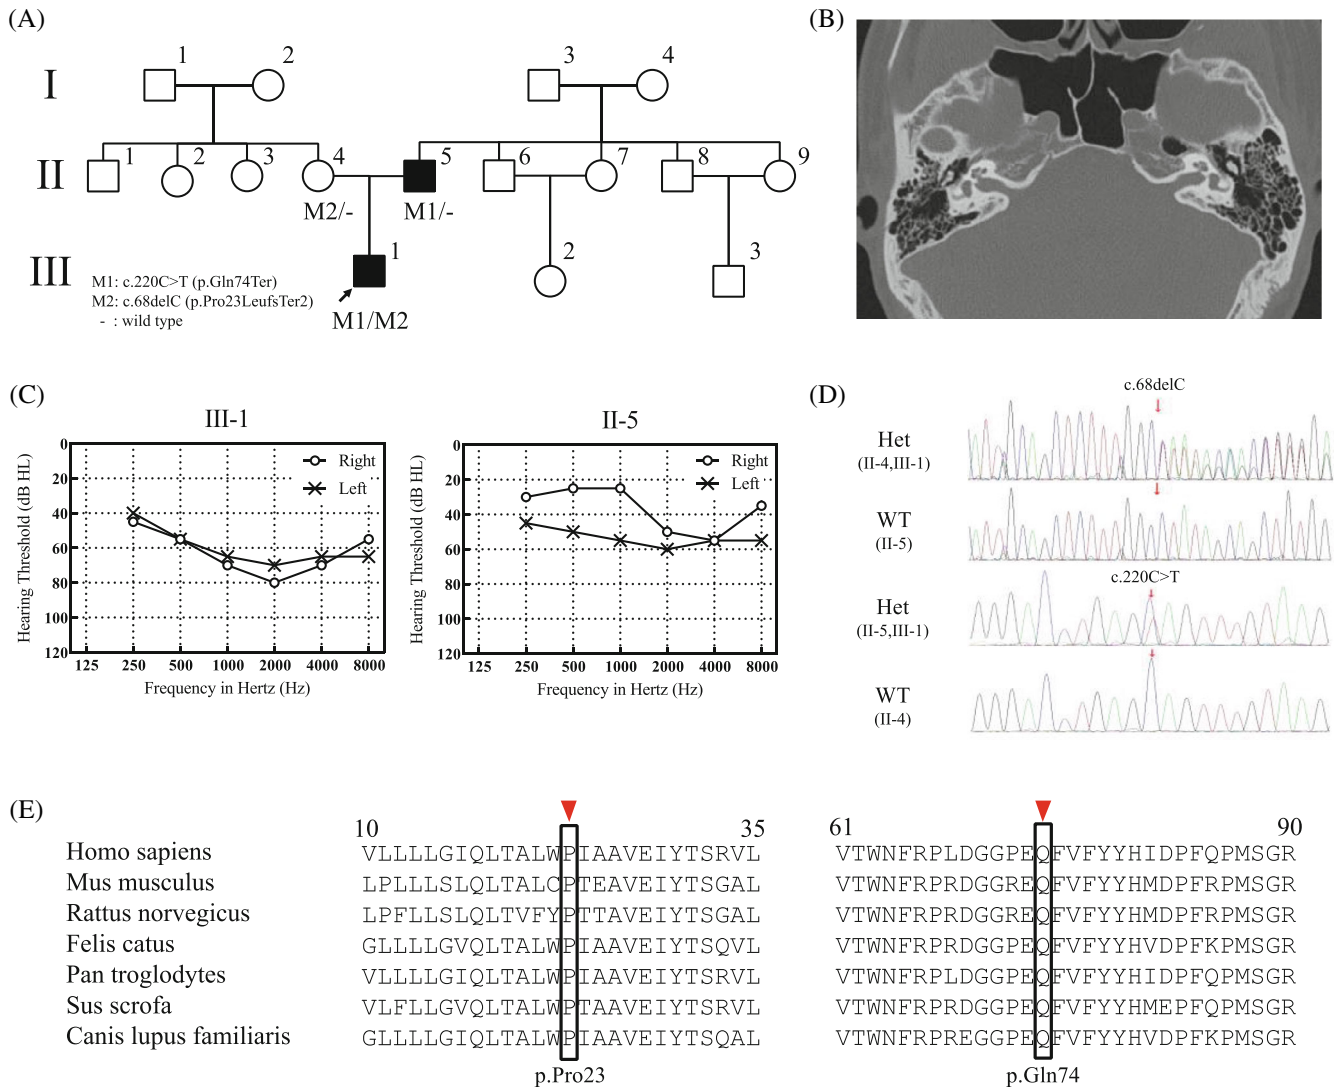 (A)
1
2
3
4
I
1
2
3
4
5
6
7
8
9
II
M2/-
M1/-
1
2
3
III
M1: c.220C>T (p.Gln74Ter)
M2: c.68delC (p.Pro23LeufsTer2)
- : wild type
M1/M2
(B)
(C)
III-1
Hearing Threshold (dB HL)
0
20
40
60
80
100
120
Right
Left
125 250 500 1000 2000 4000 8000
Frequency in Hertz (Hz)
II-5
Hearing Threshold (dB HL)
0
20
40
60
80
100
120
Right
Left
125 250 500 1000 2000 4000 8000
Frequency in Hertz (Hz)
(D)
c.68delC
Het
(II-4,III-1)
WT
(II-5)
c.220C>T
Het
(II-5,III-1)
WT
(II-4)
(E)
10 35 61 90
Homo sapiens VLLLLGIQLTALWPIAAVEIYTSRVL VTWNFRPLDGGPEQFVFYYHIDPFQPMSGR
Mus musculus LPLLLSLQLTALCPTEAVEIYTSGAL VTWNFRPRDGGREQFVFYYHMDPFRPMSGR
Rattus norvegicus LPFLLSLQLTVFYPTTAVEIYTSGAL VTWNFRPRDGGREQFVFYYHMDPFRPMSGR
Felis catus GLLLLGVQLTALWPIAAVEIYTSQVL VTWNFRPRDGGPEQFVFYYHVDPFKPMSGR
Pan troglodytes VLLLLGIQLTALWPIAAVEIYTSRVL VTWNFRPLDGGPEQFVFYYHIDPFQPMSGR
Sus scrofa VLFLLGVQLTALWPTAAVEIYTSRVL VTWNFRPRDGGPEQFVFYYHMEPFQPMSGR
Canis lupus familiaris GLLLLGIQLTALWPIAAVEIYTSQAL VTWNFRPREGGPEQFVFYYHVDPFKPMSGR
p.Pro23 p.Gln74